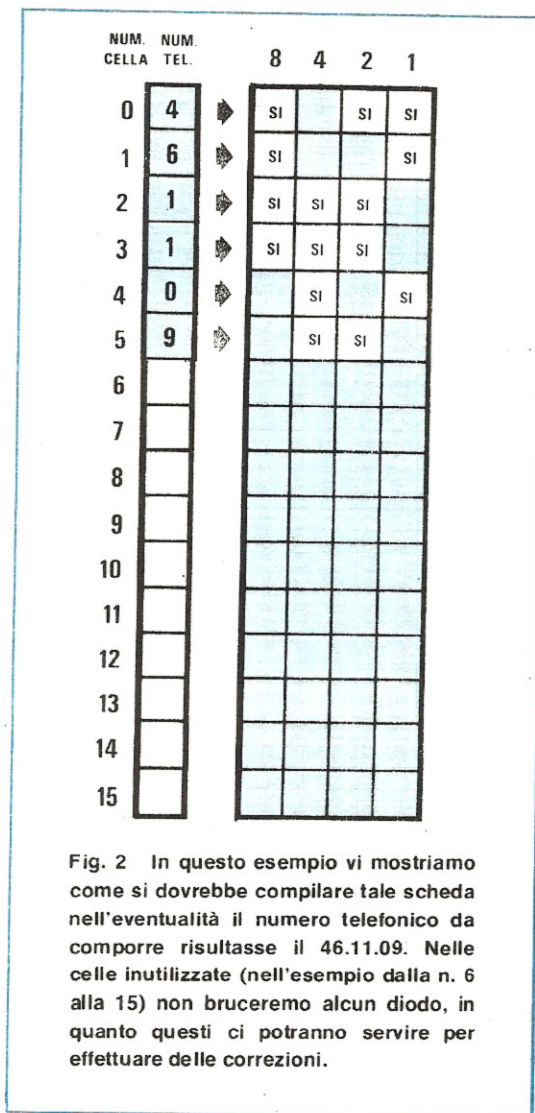 NUM. NUM.
CELLA TEL. 8 4 2 1
0 4 SI SI SI
1 6 SI SI
2 1 SI SI SI
3 1 SI SI SI
4 0 SI SI
5 9 SI SI
6
7
8
9
10
11
12
13
14
15
Fig. 2 In questo esempio vi mostriamo
come si dovrebbe compilare tale scheda
nell'eventualità il numero telefonico da
comporre risultasse il 46.11.09. Nelle
celle inutilizzate (nell'esempio dalla n. 6
alla 15) non bruceremo alcun diodo, in
quanto questi ci potranno servire per
effettuare delle correzioni.